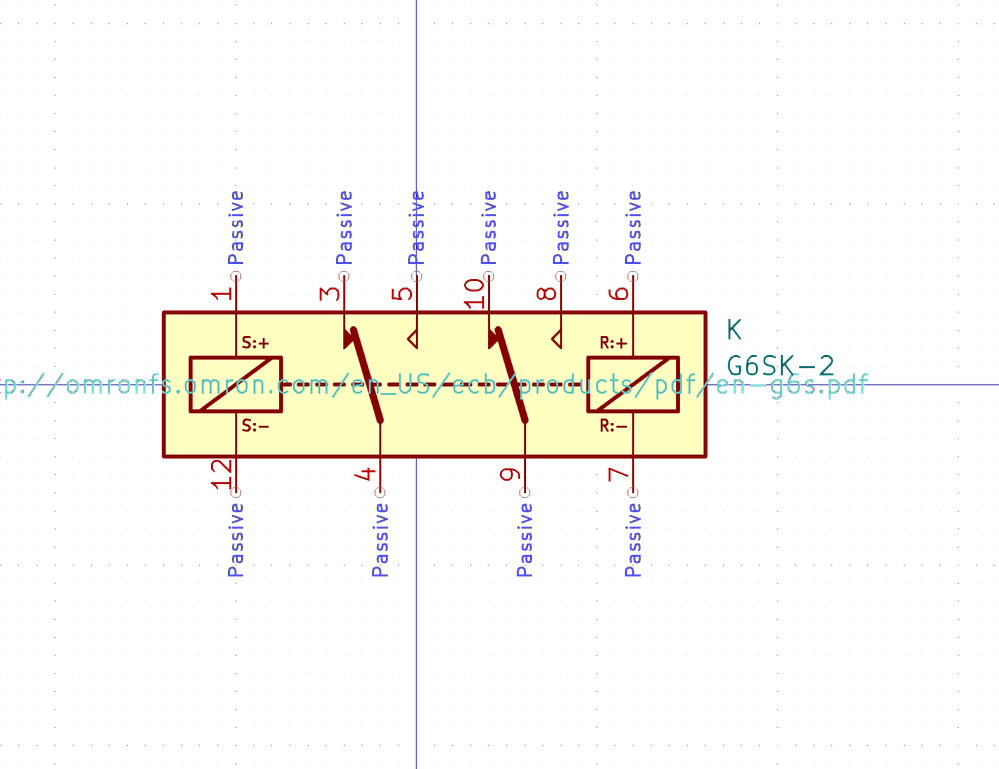 Passive Passive Passive Passive Passive Passive
1 3 5 10 8 6
K
S:+ R:+
G6SK-2
p://omronfs.omron.com/en_US/ecb/products/pdf/en-g6s.pdf
S:- R:-
12 4 9 7
Passive Passive Passive Passive